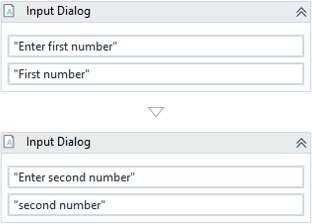 Input Dialog
"Enter first number"
"First number"
Input Dialog
"Enter second number"
"second number"